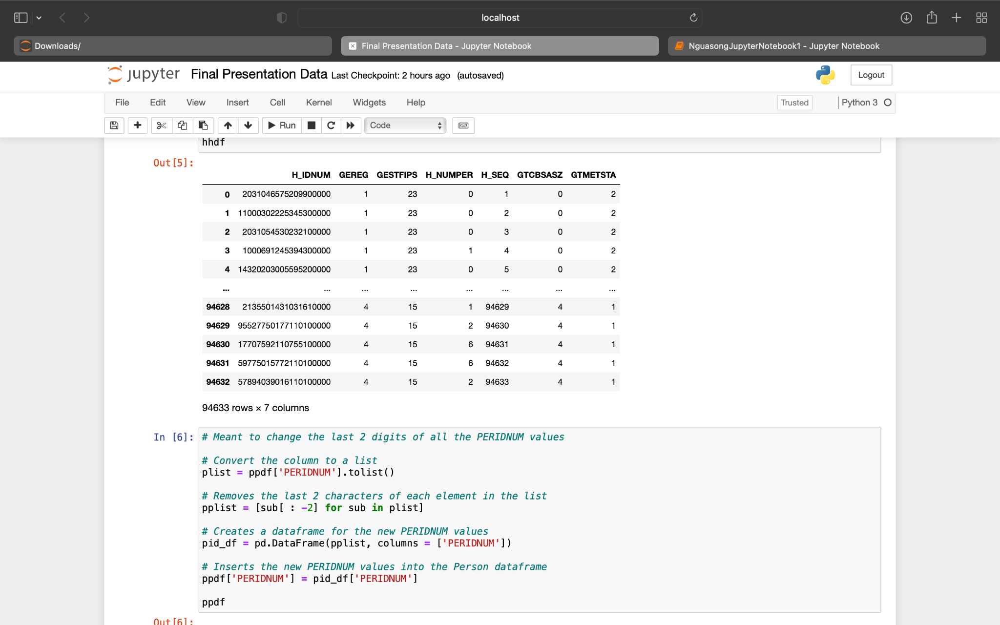 localhost
Downloads/
Final Presentation Data - Jupyter Notebook
NguasongJupyterNotebook1 - Jupyter Notebook
jupyter Final Presentation Data Last Checkpoint: 2 hours ago (autosaved)
Logout
File Edit View Insert Cell Kernel Widgets Help
Trusted
Python 3
Run
Code
hhdf
Out[5]:
H_IDNUM GEREG GESTFIPS H_NUMPER H_SEQ GTCBSASZ GTMETSTA
0 2031046575209900000 1 23 0 1 0 2
1 11000302225345300000 1 23 0 2 0 2
2 2031054530232100000 1 23 0 3 0 2
3 1000691245394300000 1 23 1 4 0 2
4 14320203005595200000 1 23 0 5 0 2
... ... ... ... ... ... ... ...
94628 2135501431031610000 4 15 1 94629 4 1
94629 95527750177110100000 4 15 2 94630 4 1
94630 17707592110755100000 4 15 6 94631 4 1
94631 59775015772110100000 4 15 6 94632 4 1
94632 57894039016110100000 4 15 2 94633 4 1
94633 rows × 7 columns
In [6]:
# Meant to change the last 2 digits of all the PERIDNUM values
# Convert the column to a list
plist = ppdf['PERIDNUM'].tolist()
# Removes the last 2 characters of each element in the list
pplist = [sub[ : -2] for sub in plist]
# Creates a dataframe for the new PERIDNUM values
pid_df = pd.DataFrame(pplist, columns = ['PERIDNUM'])
# Inserts the new PERIDNUM values into the Person dataframe
ppdf['PERIDNUM'] = pid_df['PERIDNUM']
ppdf
Out[6]: